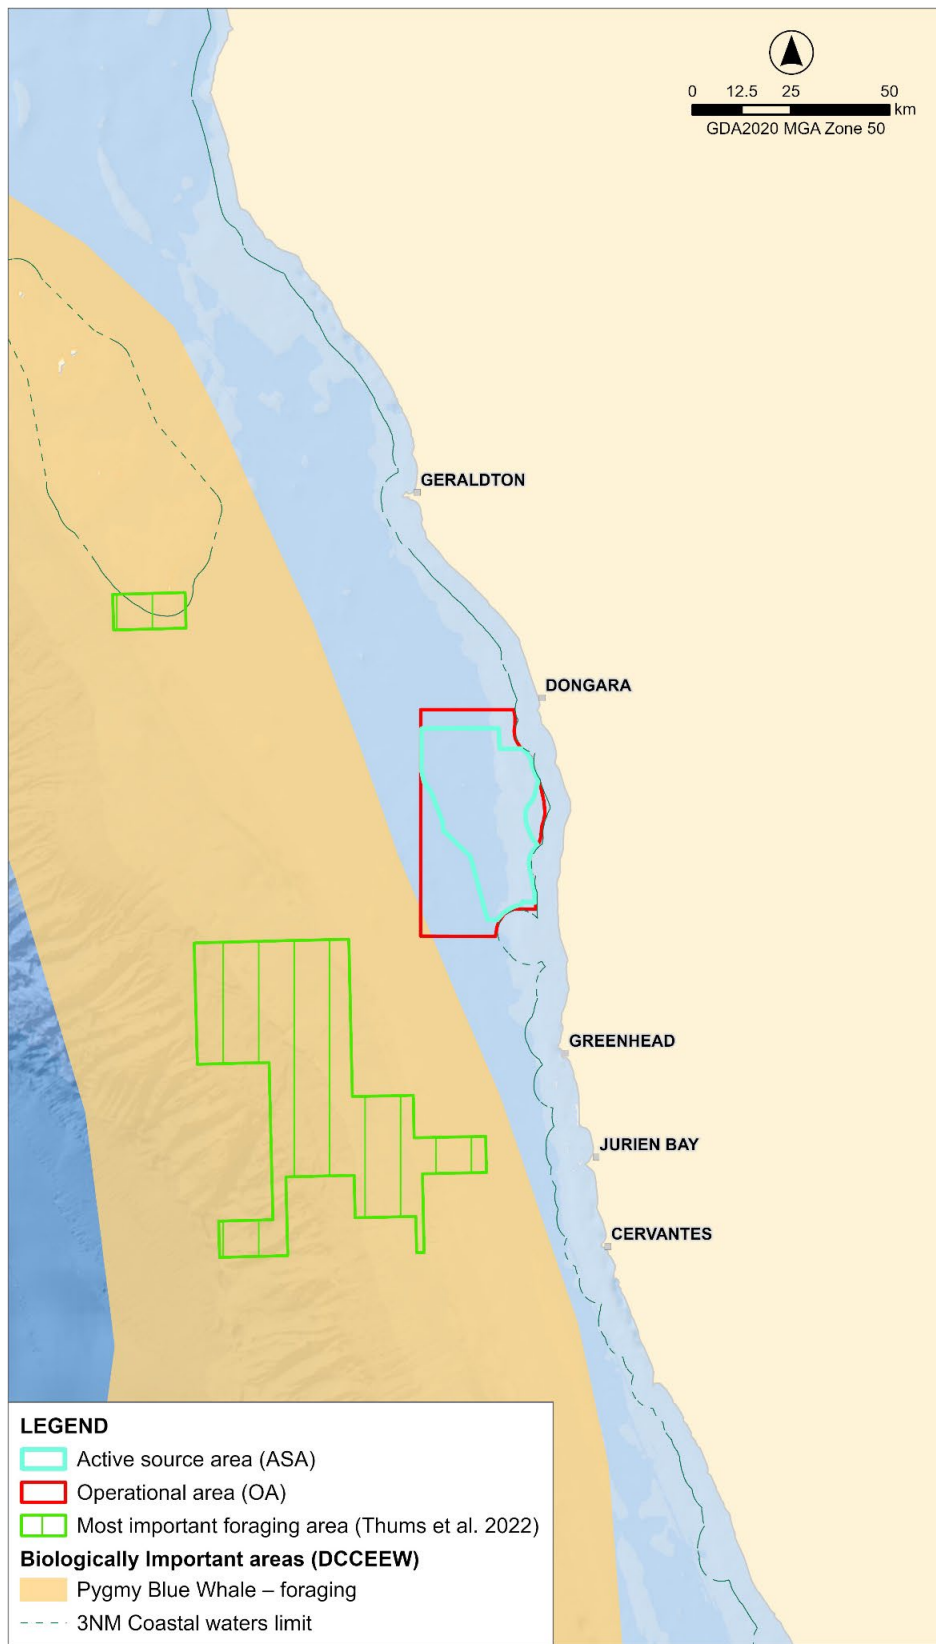 0 12.5 25 50
km
GDA2020 MGA Zone 50
GERALDTON
DONGARA
GREENHEAD
JURIEN BAY
CERVANTES
LEGEND
Active source area (ASA)
Operational area (OA)
Most important foraging area (Thums et al. 2022)
Biologically Important areas (DCCEEW)
Pygmy Blue Whale – foraging
3NM Coastal waters limit